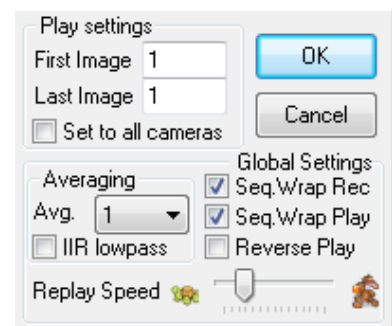 Play settings
First Image 1
Last Image 1
Set to all cameras
OK
Cancel
Averaging
Avg. 1
IIR lowpass
Global Settings
Seq.Wrap Rec
Seq.Wrap Play
Reverse Play
Replay Speed